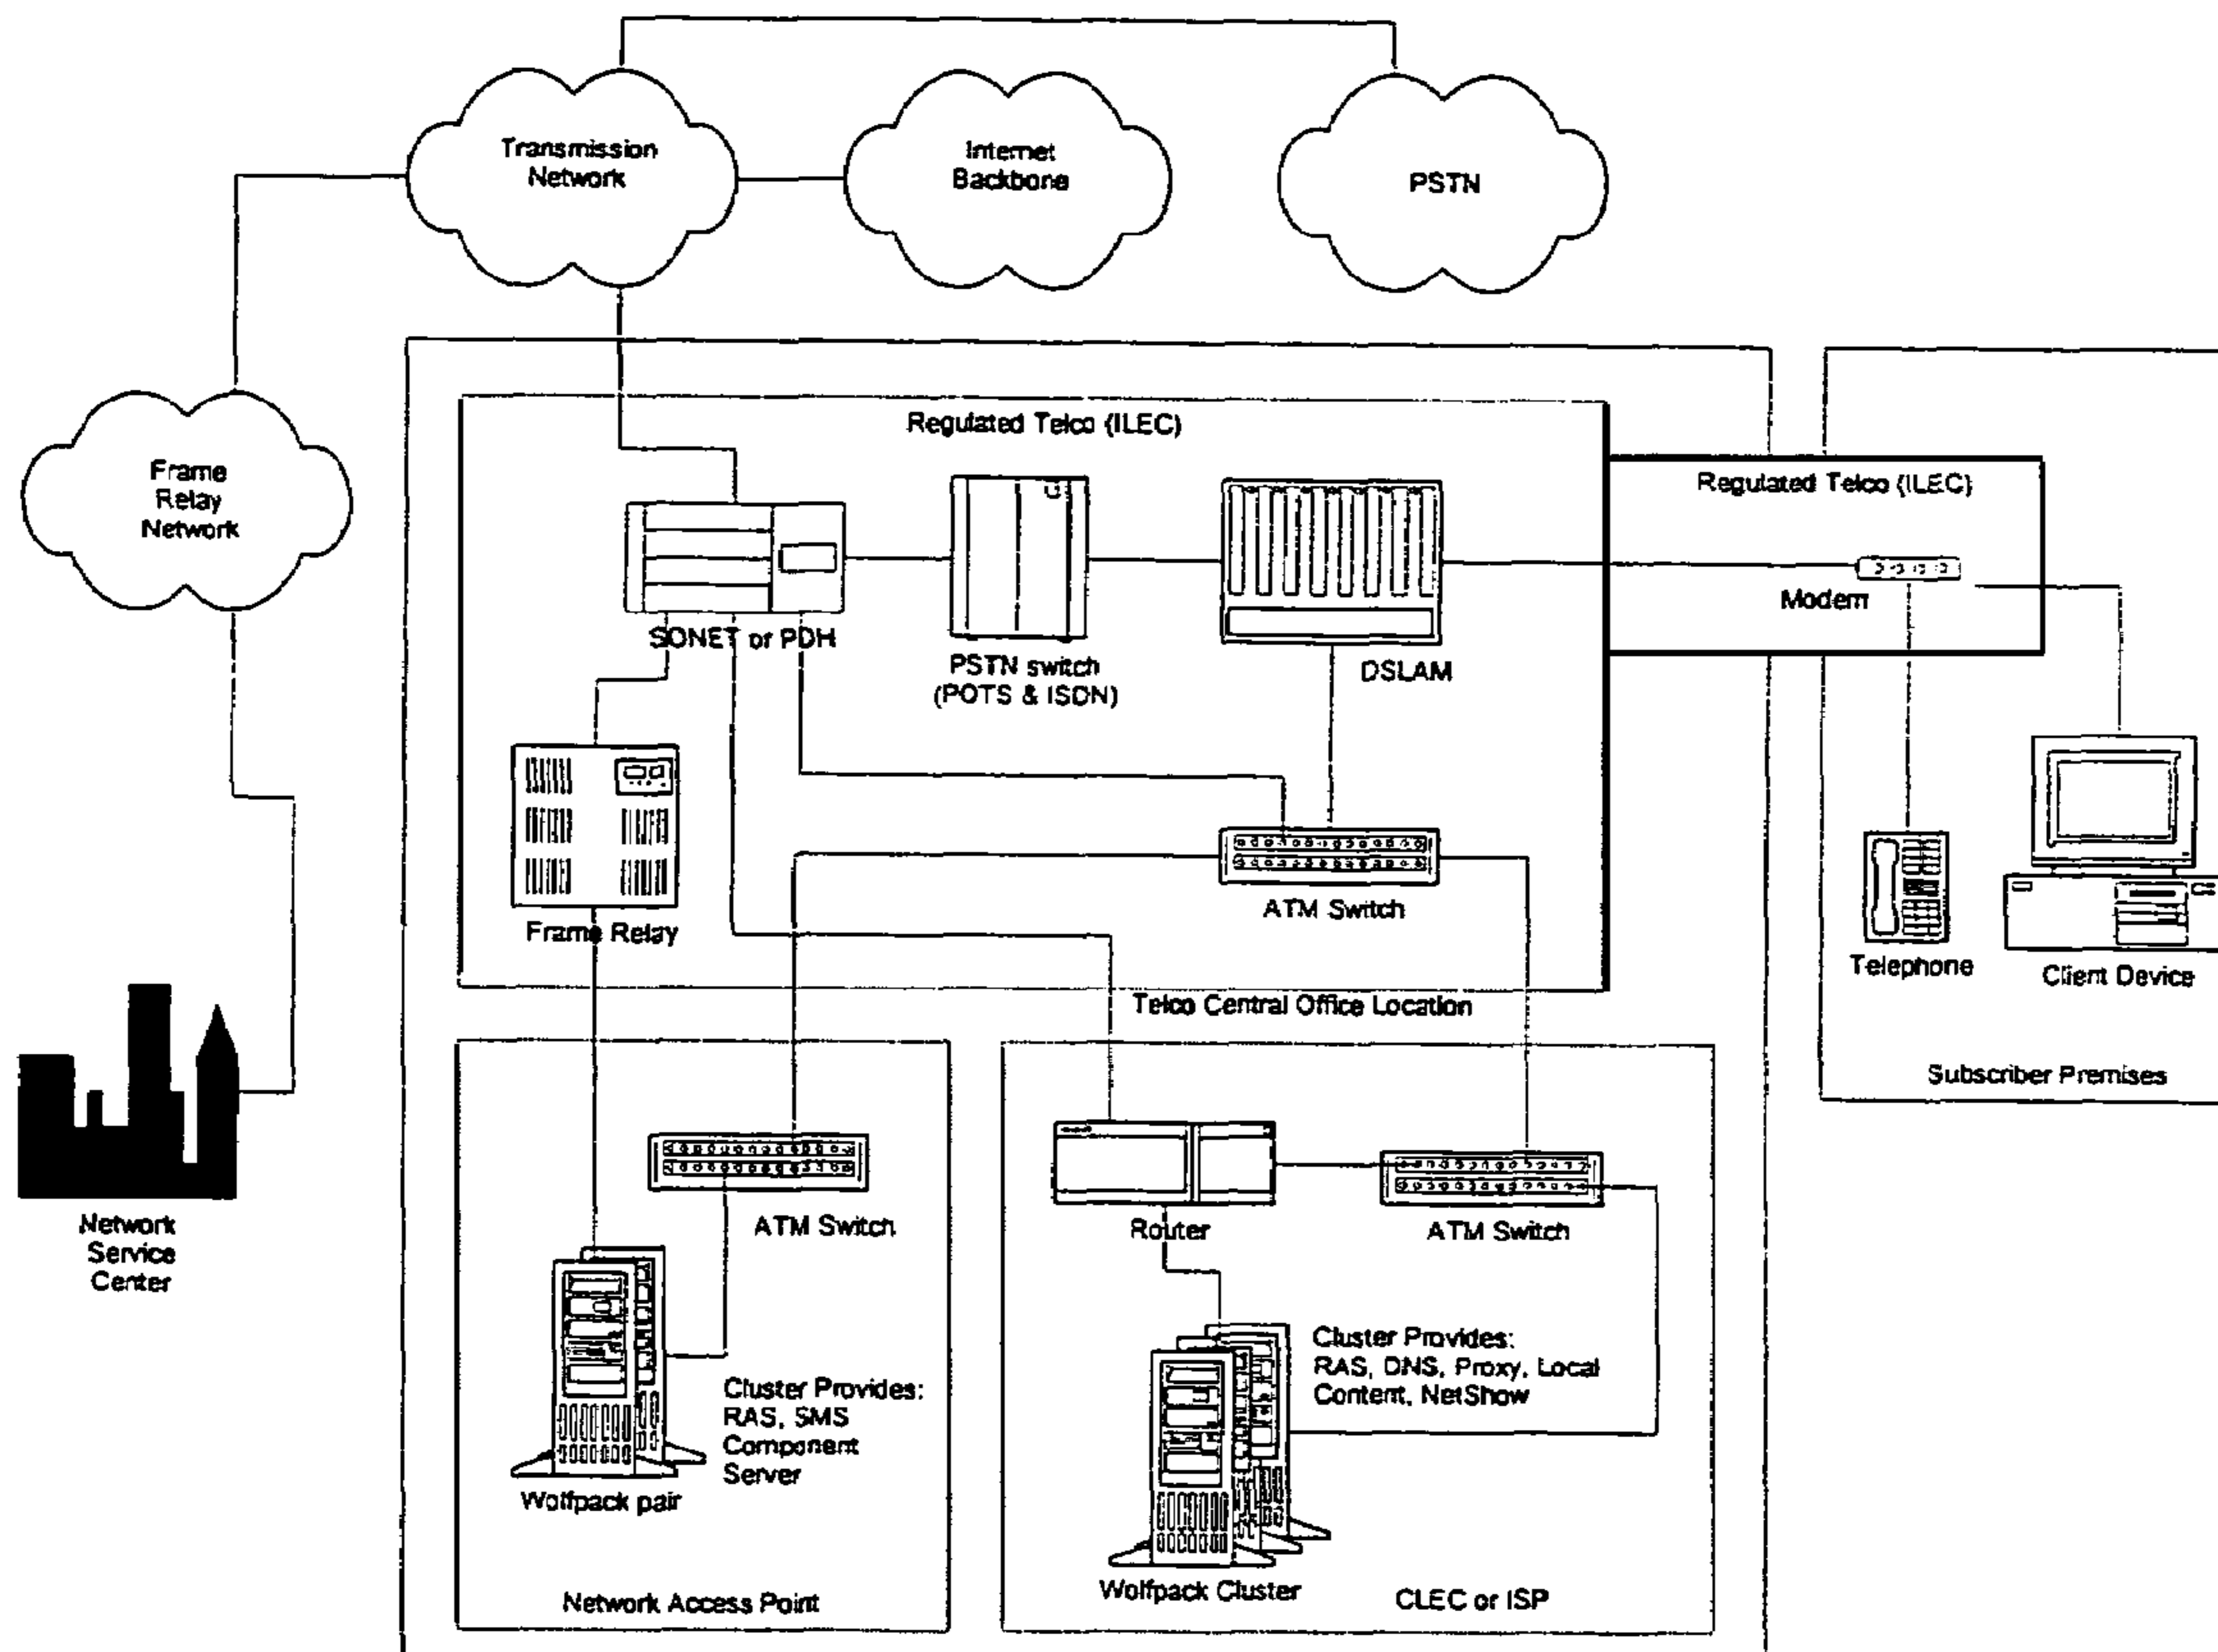 Transmission
Network
Internet
Backbone
PSTN
Frame
Relay
Network
Regulated Telco (ILEC)
Regulated Telco (ILEC)
SONET or PDH
PSTN switch
(POTS & ISDN)
DSLAM
Modem
Frame Relay
ATM Switch
Telephone
Client Device
Telco Central Office Location
Subscriber Premises
Network
Service
Center
ATM Switch
Router
ATM Switch
Cluster Provides:
RAS, SMS
Component
Server
Cluster Provides:
RAS, DNS, Proxy, Local
Content, NetShow
Wolfpack pair
Wolfpack Cluster
Network Access Point
CLEC or ISP